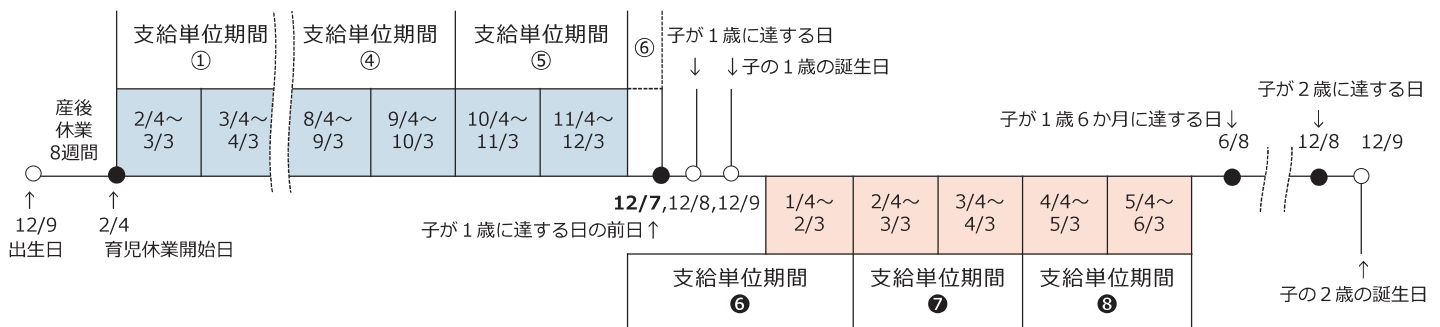 支給単位期間
①
支給単位期間
④
支給単位期間
⑤
⑥
子が1歳に達する日
↓
↓子の1歳の誕生日
産後
休業
8週間
2/4～
3/3
3/4～
4/3
8/4～
9/3
9/4～
10/3
10/4～
11/3
11/4～
12/3
子が2歳に達する日
↓
子が1歳6か月に達する日↓
6/8
12/8
12/9
↑
12/9
出生日
↑
2/4
育児休業開始日
12/7,12/8,12/9
子が1歳に達する日の前日↑
1/4～
2/3
2/4～
3/3
3/4～
4/3
4/4～
5/3
5/4～
6/3
支給単位期間
❻
支給単位期間
❼
支給単位期間
❽
↑
子の2歳の誕生日